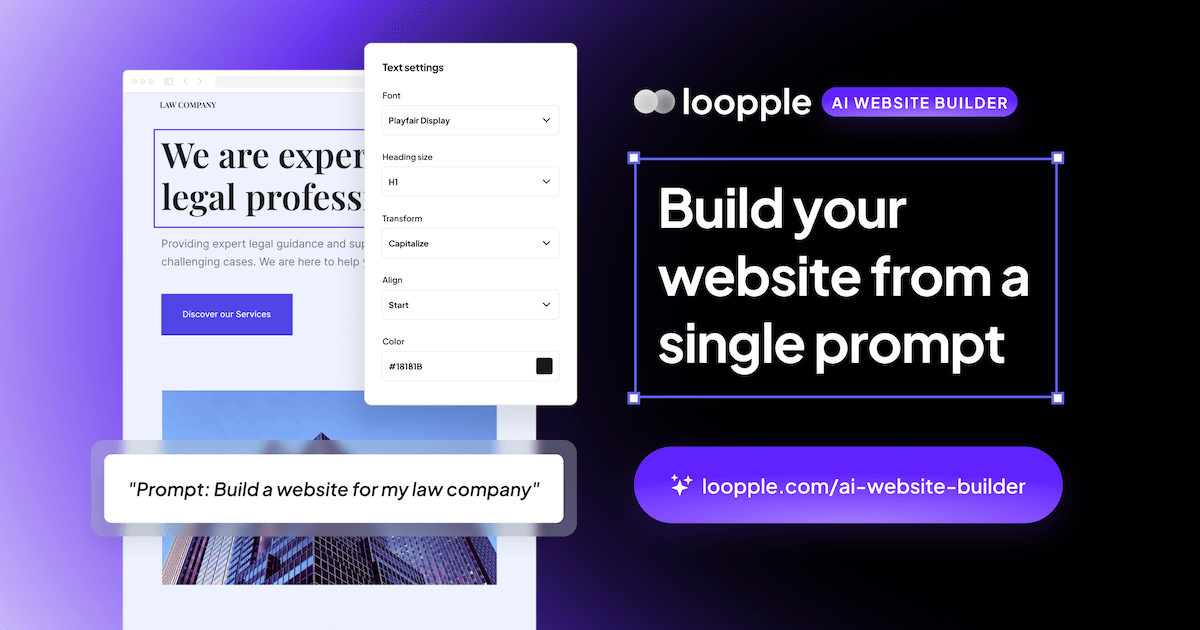 LAW COMPANY
We are exper
legal profess
Providing expert legal guidance and sup
challenging cases. We are here to help
Discover our Services
Text settings
Font
Playfair Display
Heading size
H1
Transform
Capitalize
Align
Start
Color
#18181B
"Prompt: Build a website for my law company"
loopple AI WEBSITE BUILDER
Build your
website from a
single prompt
loopple.com/ai-website-builder